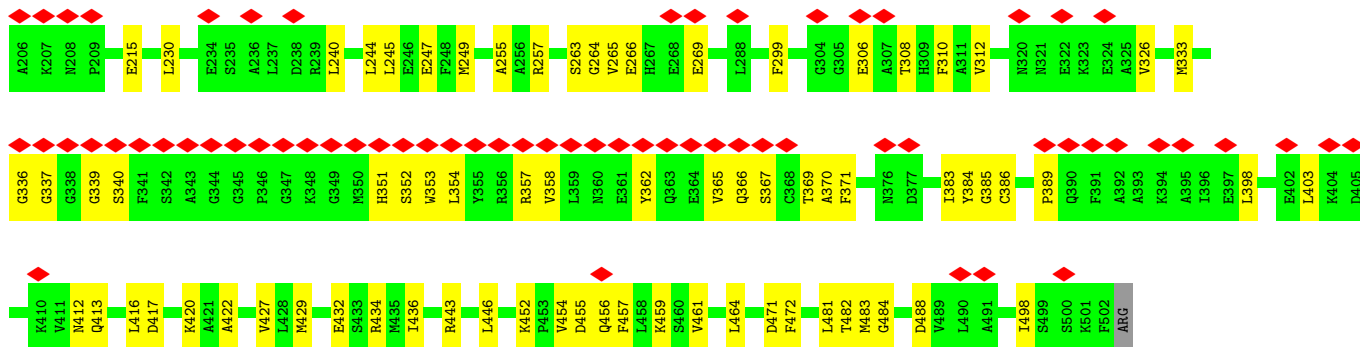 A206 K207 N208 P209 E215 L230 E234 S235 A236 L237 D238 R239 L240 L244 L245 E246 E247 F248 M249 A255 A256 R257 S263 G264 V265 E266 H267 E268 E269 L288 F299 G304 G305 E306 A307 T308 H309 F310 A311 V312 N320 N321 E322 K323 E324 A325 V326 M333
G336 G337 G338 G339 S340 F341 S342 A343 G344 G345 P346 G347 K348 G349 M350 H351 S352 W353 L354 Y355 R356 R357 V358 L359 N360 E361 Y362 Q363 E364 V365 Q366 S367 C368 T369 A370 F371 N376 D377 I383 Y384 G385 C386 P389 Q390 F391 A392 A393 K394 A395 I396 E397 L398 E402 L403 K404 D405
K410 V411 N412 Q413 L416 D417 K420 A421 A422 V427 L428 M429 E432 S433 R434 M435 I436 R443 L446 K452 P453 V454 D455 Q456 F457 L458 K459 S460 V461 L464 D471 F472 L481 T482 M483 G484 D488 V489 L490 A491 I498 S499 S500 K501 F502 ARG